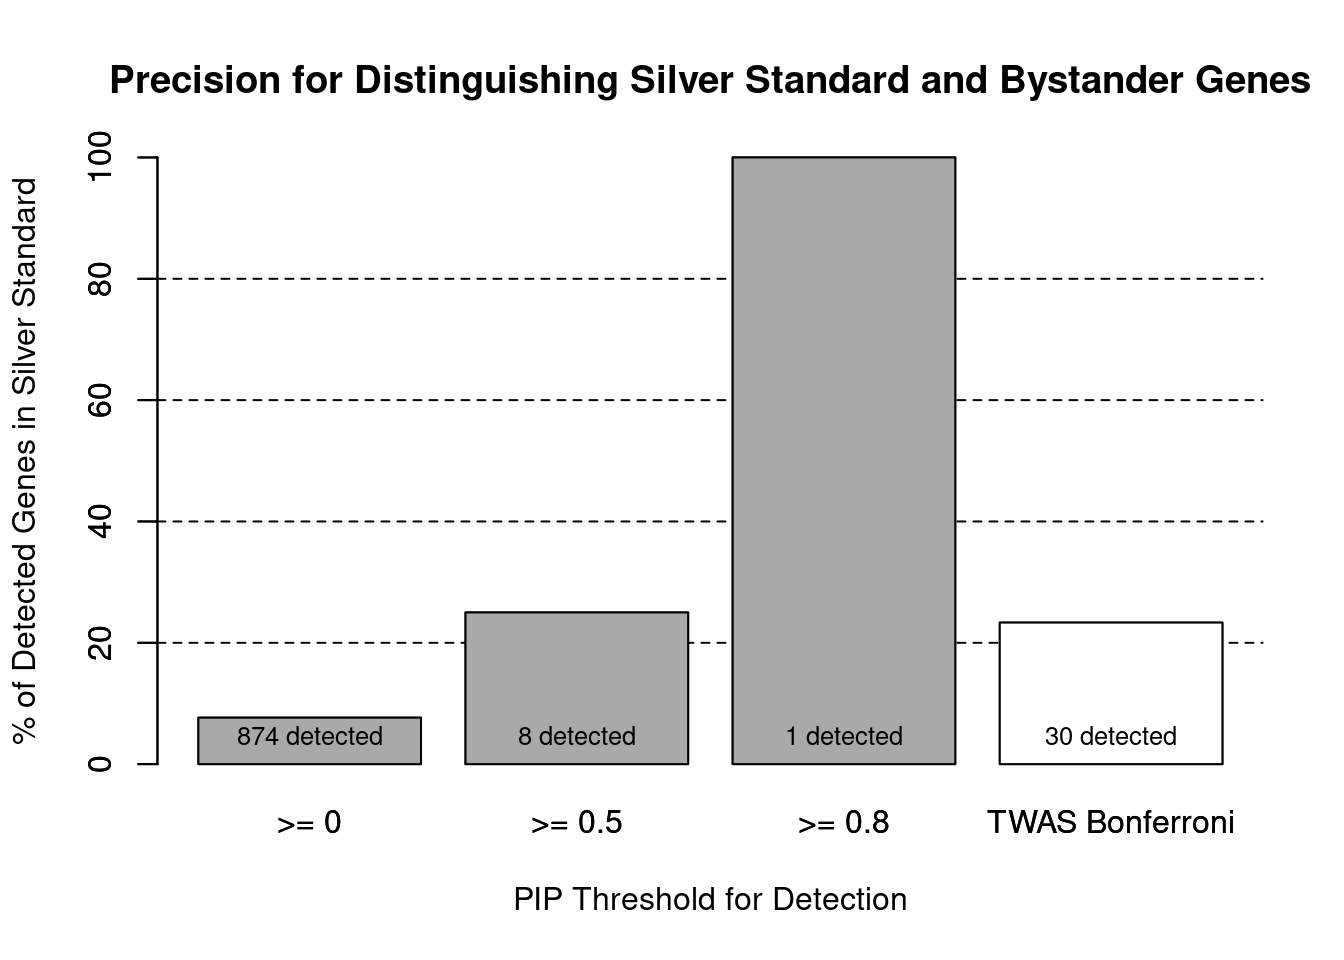 Precision for Distinguishing Silver Standard and Bystander Genes
% of Detected Genes in Silver Standard
100
80
60
40
20
0
874 detected
8 detected
1 detected
30 detected
>= 0
>= 0.5
>= 0.8
TWAS Bonferroni
PIP Threshold for Detection